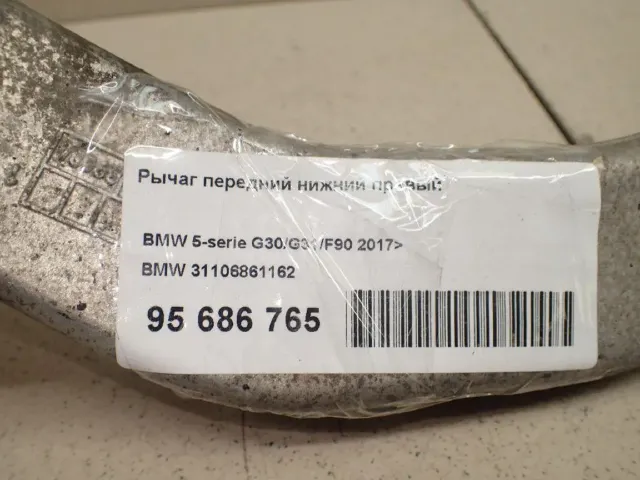 Рычаг передний нижний правый
BMW 5-serie G30/G31/F90 2017>
BMW 31106861162
95 686 765